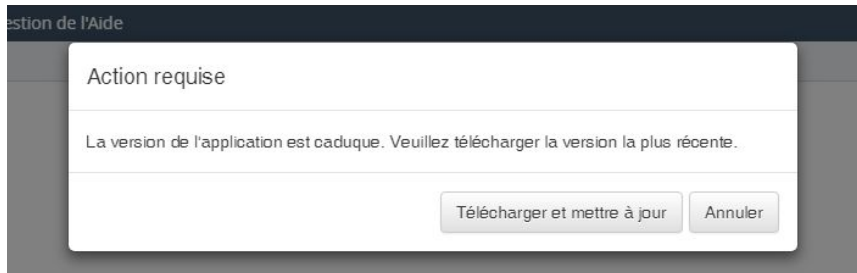 estion de l'Aide
Action requise
La version de l'application est caduque. Veuillez télécharger la version la plus récente.
Télécharger et mettre à jour
Annuler